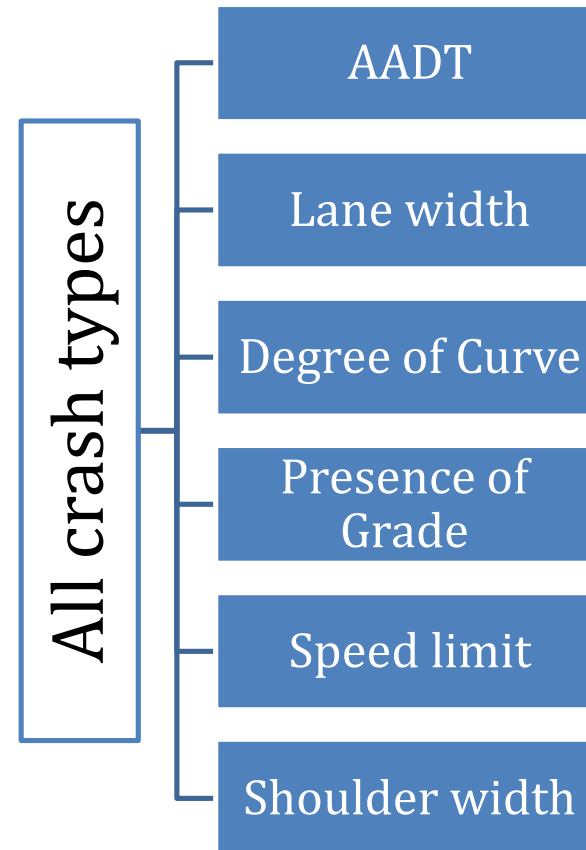 All crash types
AADT
Lane width
Degree of Curve
Presence of
Grade
Speed limit
Shoulder width